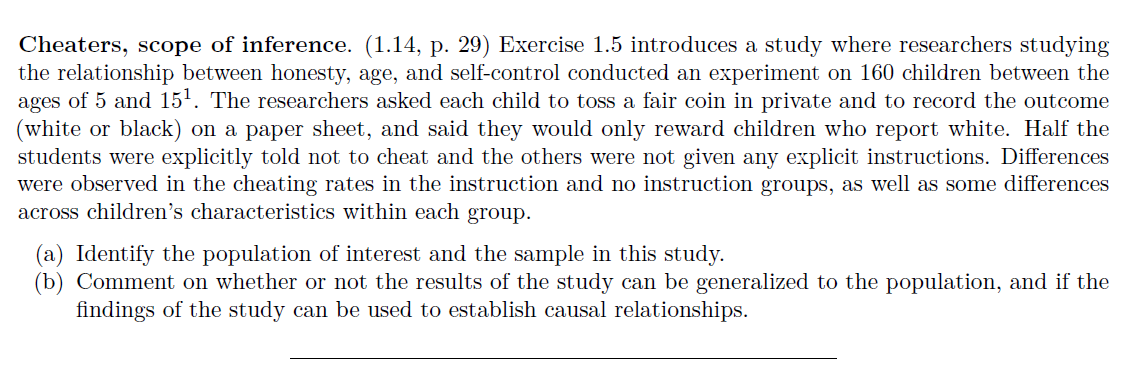 Cheaters, scope of inference. (1.14, p. 29) Exercise 1.5 introduces a study where researchers studying
the relationship between honesty, age, and self-control conducted an experiment on 160 children between the
ages of 5 and 15¹. The researchers asked each child to toss a fair coin in private and to record the outcome
(white or black) on a paper sheet, and said they would only reward children who report white. Half the
students were explicitly told not to cheat and the others were not given any explicit instructions. Differences
were observed in the cheating rates in the instruction and no instruction groups, as well as some differences
across children's characteristics within each group.
(a) Identify the population of interest and the sample in this study.
(b) Comment on whether or not the results of the study can be generalized to the population, and if the
findings of the study can be used to establish causal relationships.